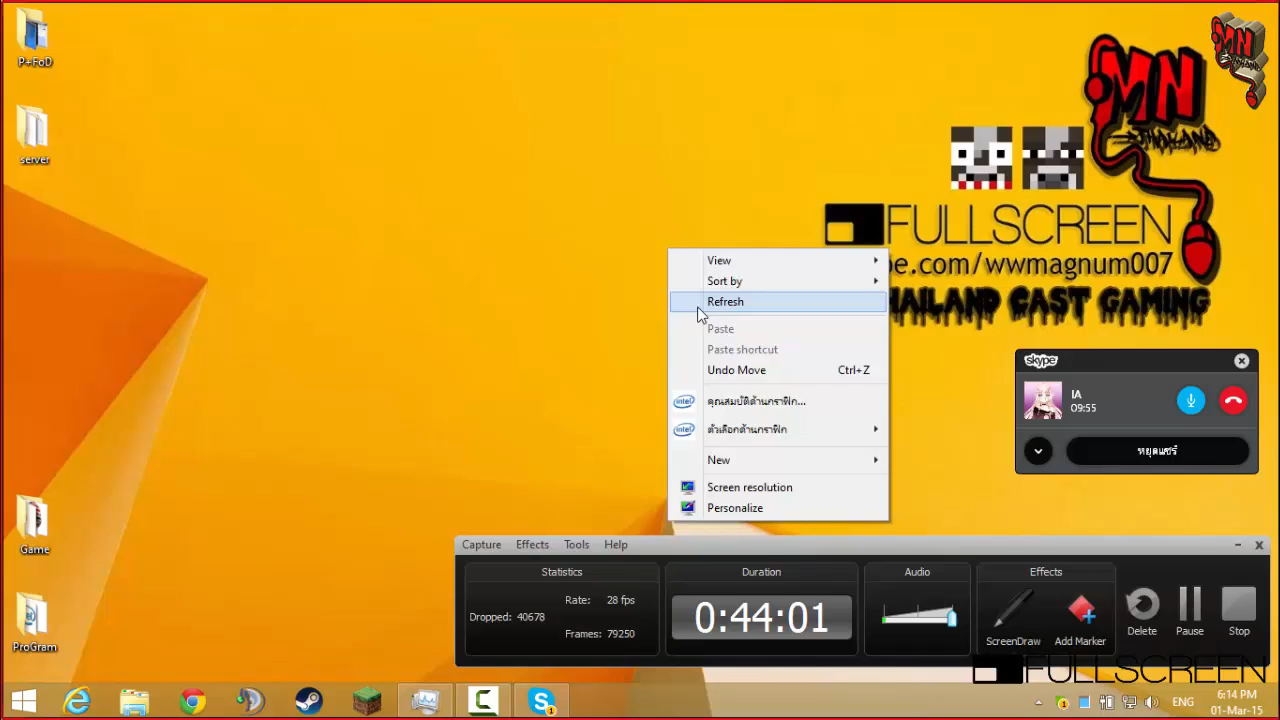 P+FoD
server
Game
ProGram
MN
MN
THAILAND
FULLSCREEN
pe.com/wwmagnum007
HAILAND CAST GAMING
View
Sort by
Refresh
Paste
Paste shortcut
Undo Move Ctrl+Z
intel คุณสมบัติด้านกราฟิก...
intel ตัวเลือกด้านกราฟิก
New
Screen resolution
Personalize
skype
IA
09:55
หยุดแชร์
Capture Effects Tools Help
Statistics Duration Audio Effects
Rate: 28 fps
Dropped: 40678
Frames: 79250
0:44:01
ScreenDraw Add Marker Delete Pause Stop
FULLSCREEN
ENG
6:14 PM
01-Mar-15